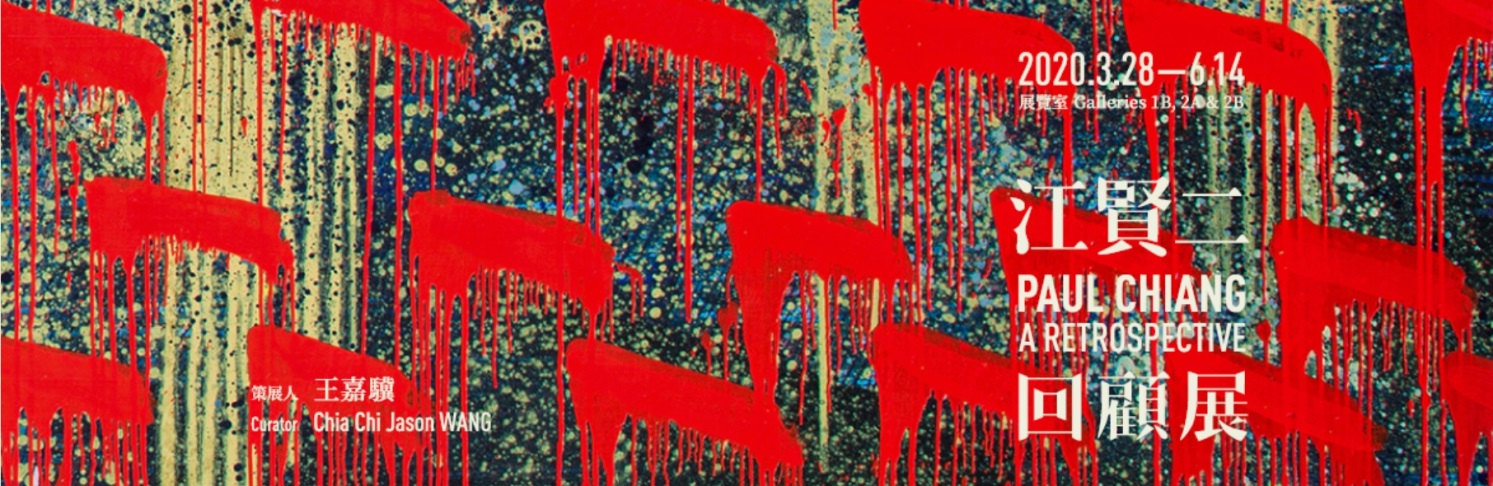 2020.3.28—6.14
展覽室 Galleries 1B, 2A & 2B
江賢二
PAUL CHIANG
A RETROSPECTIVE
回顧展
策展人 王嘉驥
Curator Chia Chi Jason WANG